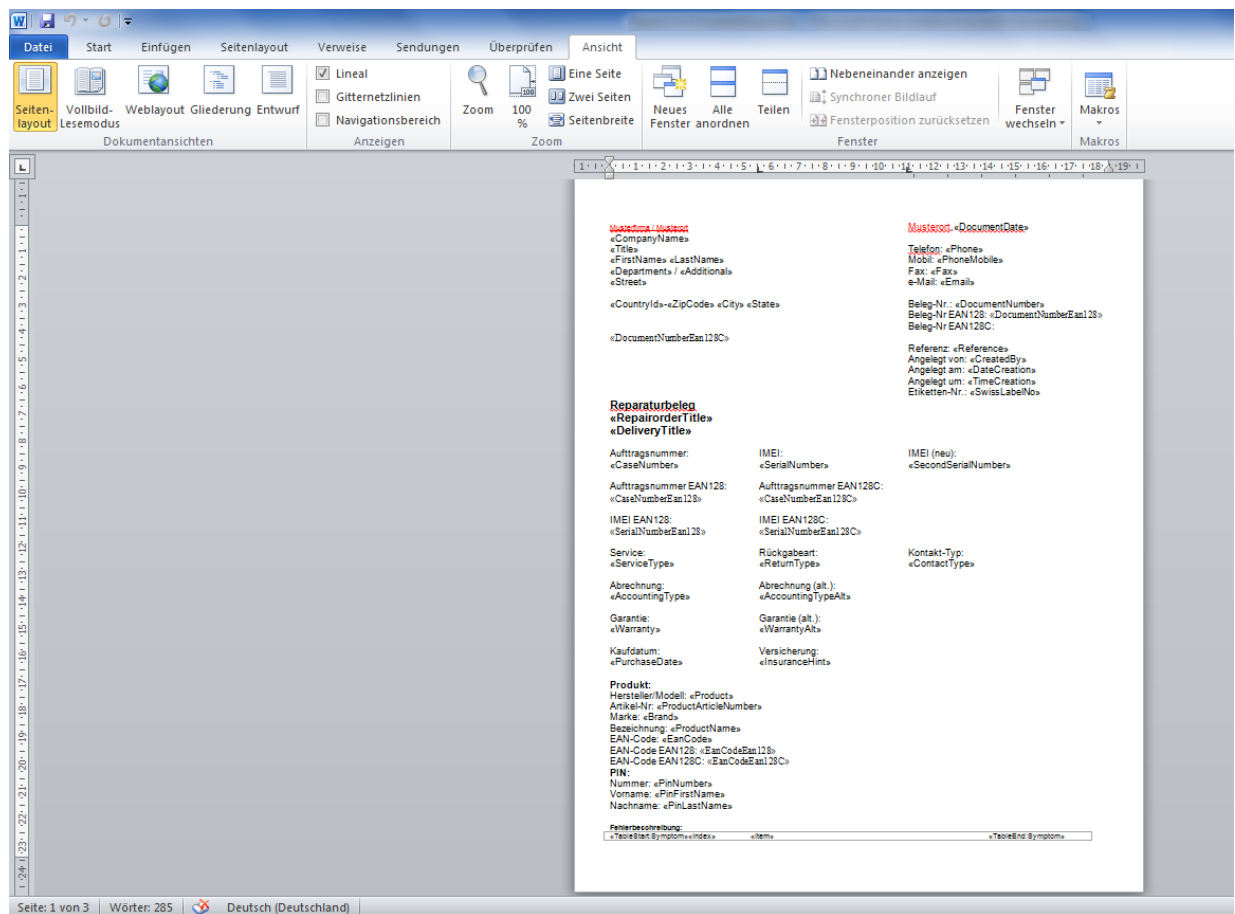 Datei Start Einfügen Seitenlayout Verweise Sendungen Überprüfen Ansicht
Seiten-layout Vollbild-Lesemodus Weblayout Gliederung Entwurf
Dokumentansichten
Lineal
Gitternetzlinien
Navigationsbereich
Anzeigen
Zoom 100 %
Eine Seite
Zwei Seiten
Seitenbreite
Zoom
Neues Fenster Alle anordnen Teilen
Nebeneinander anzeigen
Synchroner Bildlauf
Fensterposition zurücksetzen
Fenster wechseln
Fenster
Makros
Makros
Musterfirma / Musterort
«CompanyName»
«Title»
«FirstName» «LastName»
«Department» / «Additional»
«Street»
«CountryId»-«ZipCode» «City» «State»
«DocumentNumberEan128C»
Musterort, «DocumentDate»
Telefon: «Phone»
Mobil: «PhoneMobile»
Fax: «Fax»
e-Mail: «Email»
Beleg-Nr.: «DocumentNumber»
Beleg-Nr EAN128: «DocumentNumberEan128»
Beleg-Nr EAN128C:
Referenz: «Reference»
Angelegt von: «CreatedBy»
Angelegt am: «DateCreation»
Angelegt um: «TimeCreation»
Etiketten-Nr.: «SwissLabelNo»
Reparaturbeleg
«RepairorderTitle»
«DeliveryTitle»
Aufttragsnummer: IMEI: IMEI (neu):
«CaseNumber» «SerialNumber» «SecondSerialNumber»
Aufttragsnummer EAN128: Aufttragsnummer EAN128C:
«CaseNumberEan128» «CaseNumberEan128C»
IMEI EAN128: IMEI EAN128C:
«SerialNumberEan128» «SerialNumberEan128C»
Service: Rückgabeart: Kontakt-Typ:
«ServiceType» «ReturnType» «ContactType»
Abrechnung: Abrechnung (alt.):
«AccountingType» «AccountingTypeAlt»
Garantie: Garantie (alt.):
«Warranty» «WarrantyAlt»
Kaufdatum: Versicherung:
«PurchaseDate» «InsuranceHint»
Produkt:
Hersteller/Modell: «Product»
Artikel-Nr: «ProductArticleNumber»
Marke: «Brand»
Bezeichnung: «ProductName»
EAN-Code: «EanCode»
EAN-Code EAN128: «EanCodeEan128»
EAN-Code EAN128C: «EanCodeEan128C»
PIN:
Nummer: «PinNumber»
Vorname: «PinFirstName»
Nachname: «PinLastName»
Fehlerbeschreibung:
«TableStart:Symptom»«Index» «Item» «TableEnd:Symptom»
Seite: 1 von 3 Wörter: 285 Deutsch (Deutschland)